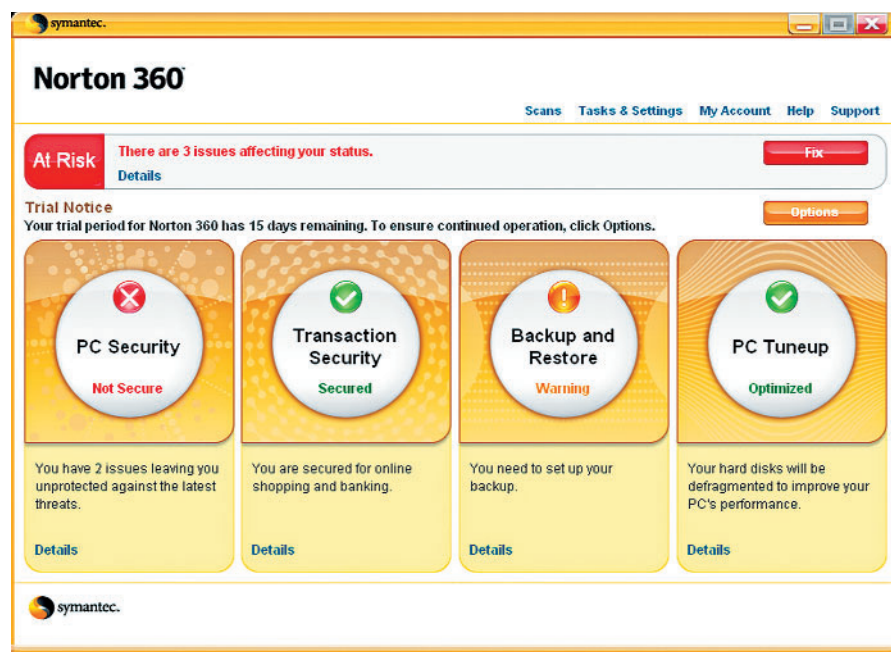 symantec.
Norton 360
Scans Tasks & Settings My Account Help Support
At Risk
There are 3 issues affecting your status.
Details
Fix
Trial Notice
Your trial period for Norton 360 has 15 days remaining. To ensure continued operation, click Options.
Options
PC Security
Not Secure
You have 2 issues leaving you
unprotected against the latest
threats.
Details
Transaction
Security
Secured
You are secured for online
shopping and banking.
Details
Backup and
Restore
Warning
You need to set up your
backup.
Details
PC Tuneup
Optimized
Your hard disks will be
defragmented to improve your
PC's performance.
Details
symantec.